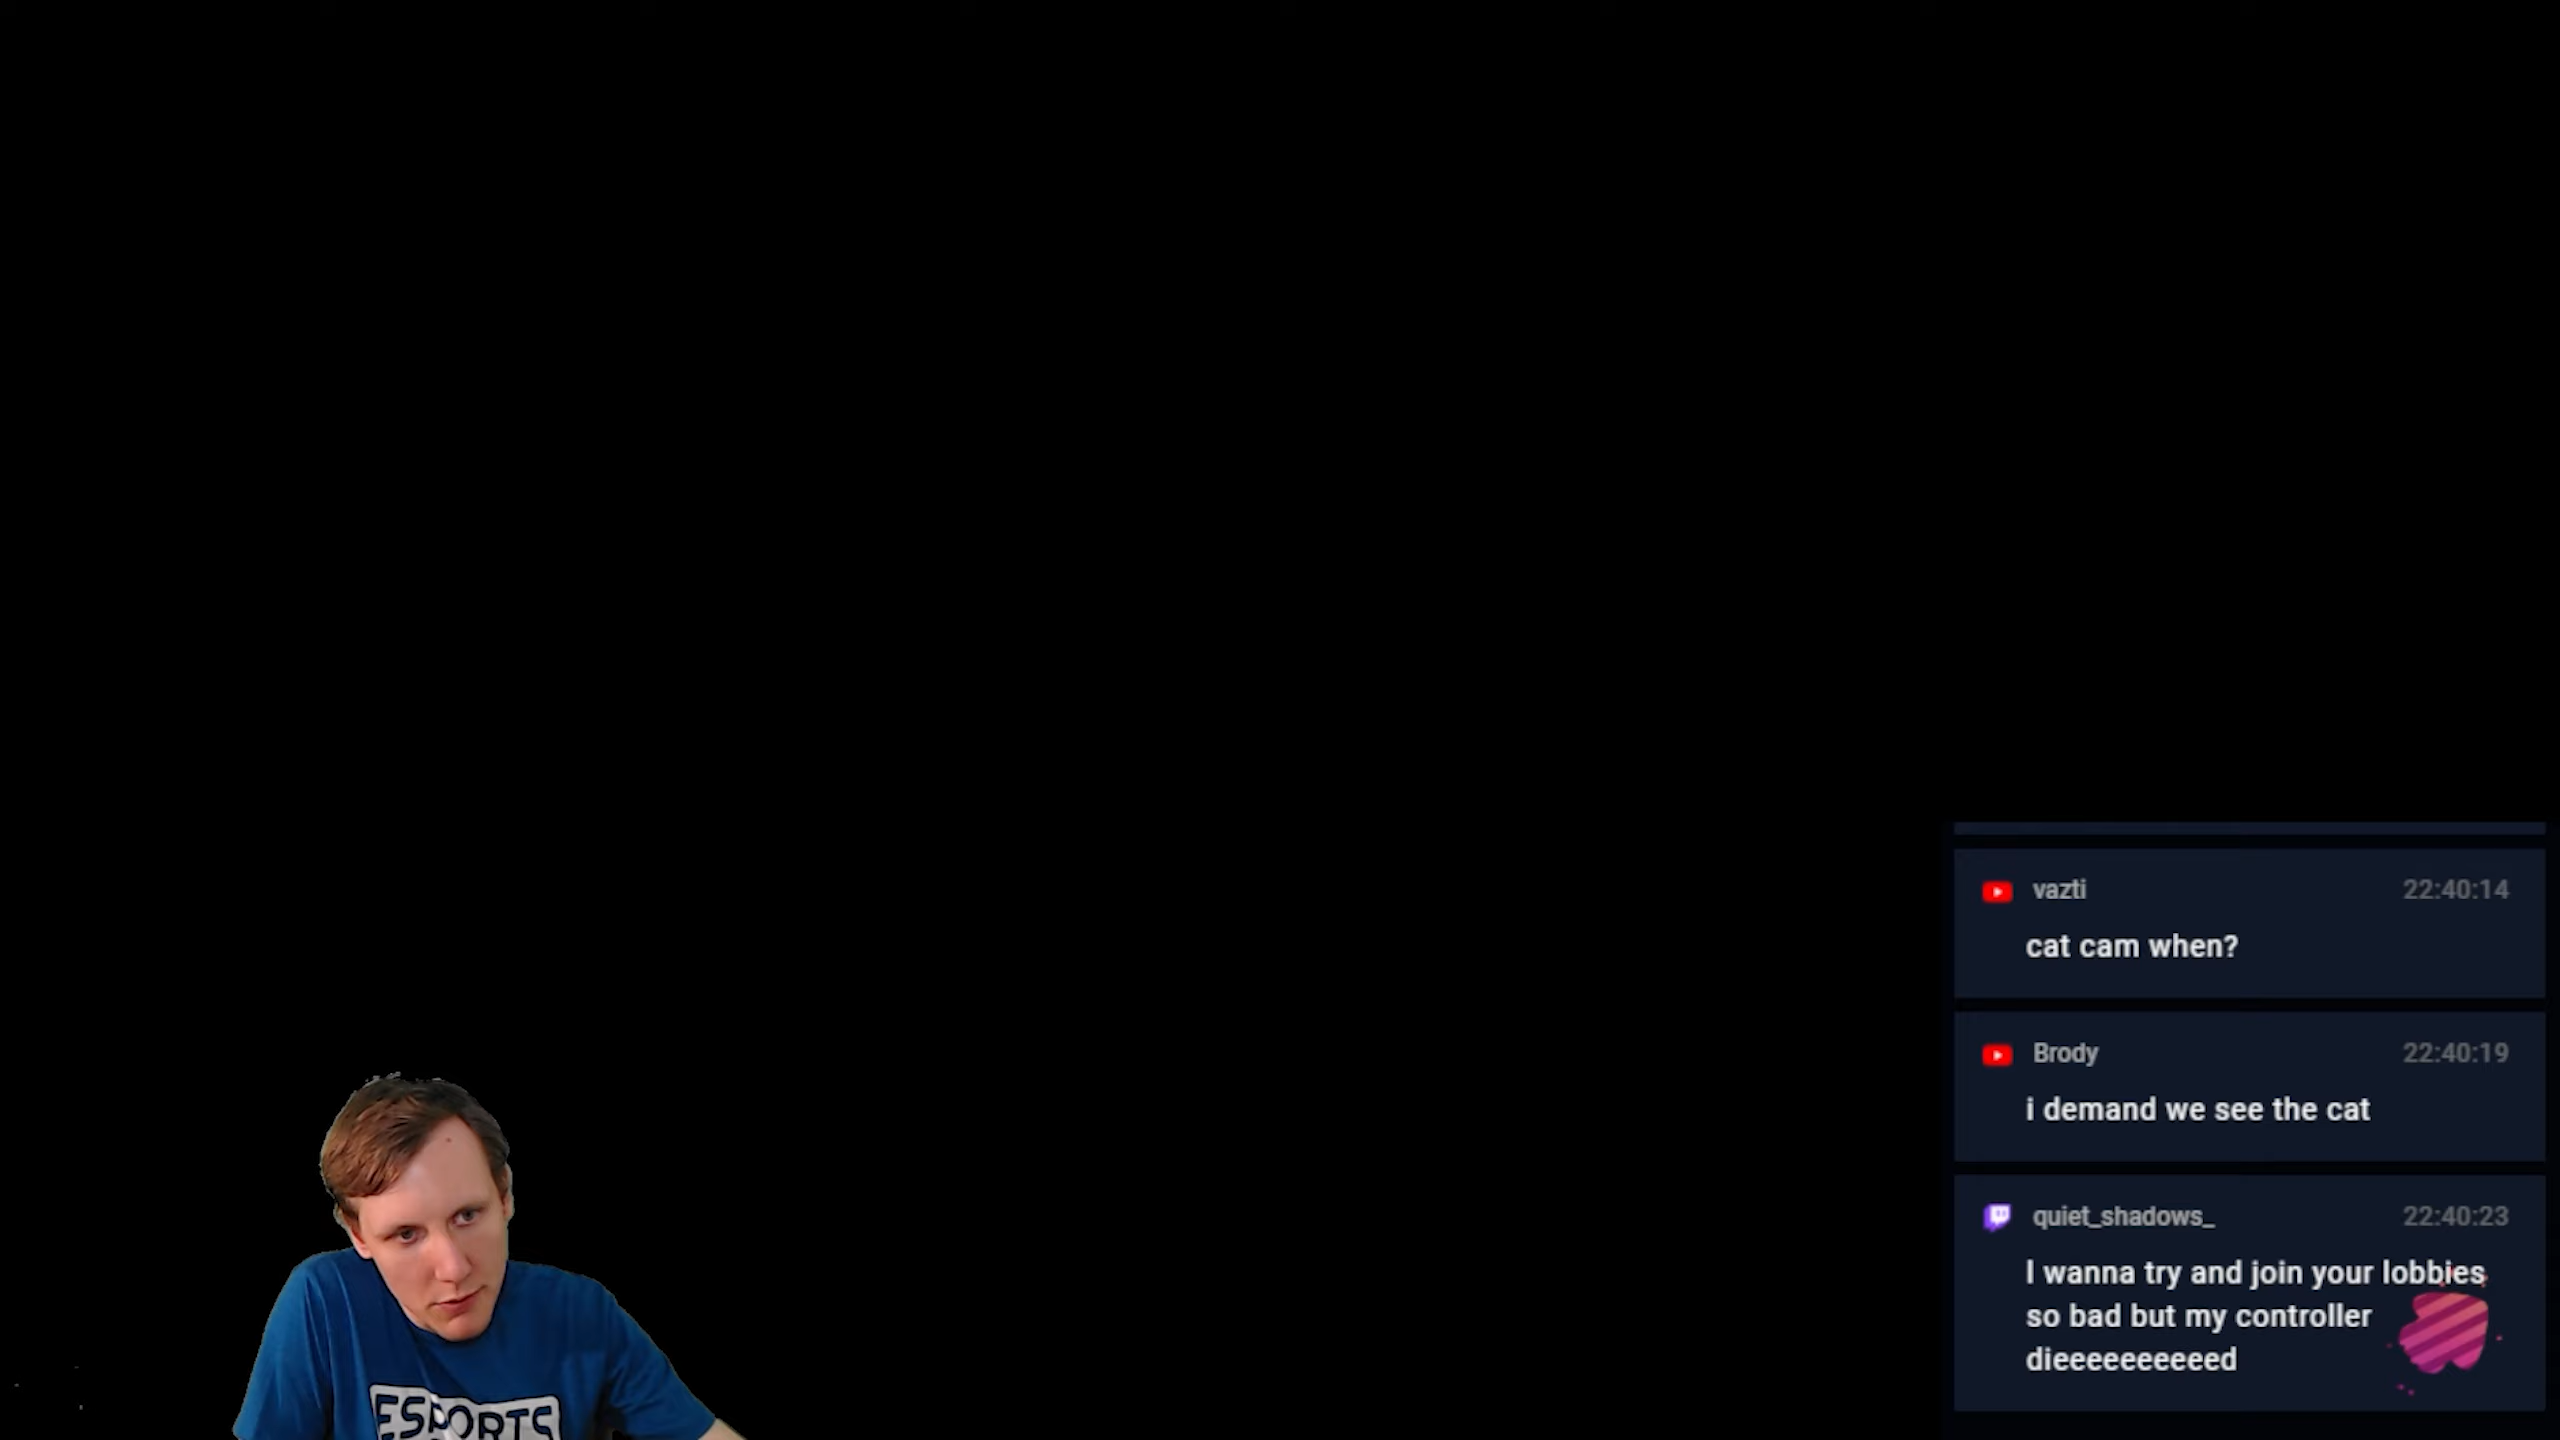 vazti 22:40:14
cat cam when?
Brody 22:40:19
i demand we see the cat
quiet_shadows_ 22:40:23
I wanna try and join your lobbies
so bad but my controller
dieeeeeeeeeed
ESPORTS